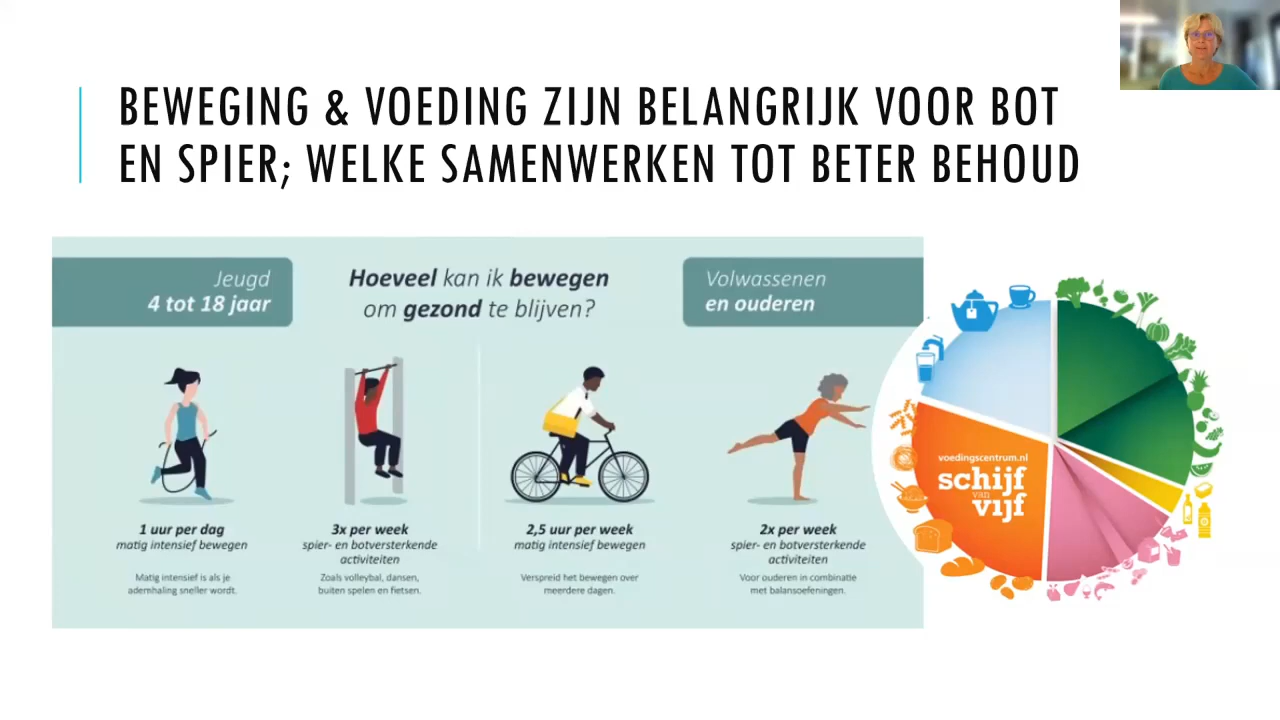 BEWEGING & VOEDING ZIJN BELANGRIJK VOOR BOT
EN SPIER; WELKE SAMENWERKEN TOT BETER BEHOUD
Jeugd
4 tot 18 jaar
Hoeveel kan ik bewegen
om gezond te blijven?
Volwassenen
en ouderen
1 uur per dag
matig intensief bewegen
Matig intensief is als je
ademhaling sneller wordt.
3x per week
spier- en botversterkende
activiteiten
Zoals volleybal, dansen,
buiten spelen en fietsen.
2,5 uur per week
matig intensief bewegen
Verspreid het bewegen over
meerdere dagen.
2x per week
spier- en botversterkende
activiteiten
Voor ouderen in combinatie
met balansoefeningen.
voedingscentrum.nl
schijf
van
vijf